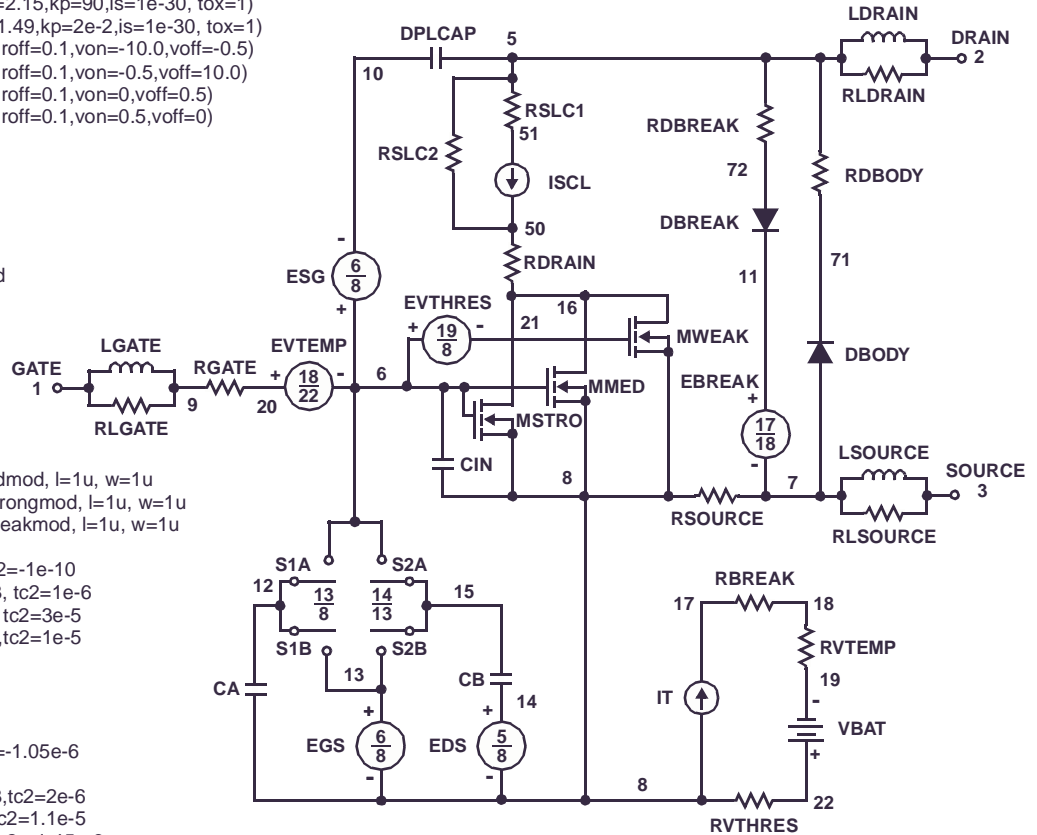 =2.15,kp=90,is=1e-30, tox=1)
1.49,kp=2e-2,is=1e-30, tox=1)
roff=0.1,von=-10.0,voff=-0.5)
roff=0.1,von=-0.5,voff=10.0)
roff=0.1,von=0,voff=0.5)
roff=0.1,von=0.5,voff=0)
d
dmod, l=1u, w=1u
rongmod, l=1u, w=1u
eakmod, l=1u, w=1u
2=-1e-10
, tc2=1e-6
tc2=3e-5
,tc2=1e-5
=-1.05e-6
,tc2=2e-6
c2=1.1e-5
LDRAIN
DPLCAP
5
DRAIN
2
10
RLDRAIN
RSLC1
51
RDBREAK
RSLC2
ISCL
72
RDBODY
DBREAK
50
-
ESG
6
8
+
RDRAIN
11
71
EVTHRES
16
+
19
8
-
21
MWEAK
LGATE
EVTEMP
GATE
1
RGATE
+
18
22
-
6
MMED
EBREAK
+
DBODY
9
20
MSTRO
17
18
-
RLGATE
CIN
LSOURCE
8
7
SOURCE
3
RSOURCE
RLSOURCE
S1A
S2A
12
13
8
14
13
15
RBREAK
17
18
S1B
S2B
RVTEMP
13
CB
19
CA
14
IT
-
+
+
VBAT
EGS
6
8
EDS
5
8
+
-
-
8
22
RVTHRES